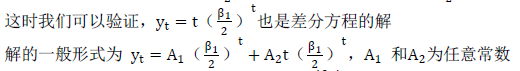 这时我们可以验证，yₜ = t（β₁/2）ᵗ 也是差分方程的解
解的一般形式为 yₜ = A₁（β₁/2）ᵗ + A₂t（β₁/2）ᵗ，A₁ 和A₂为任意常数